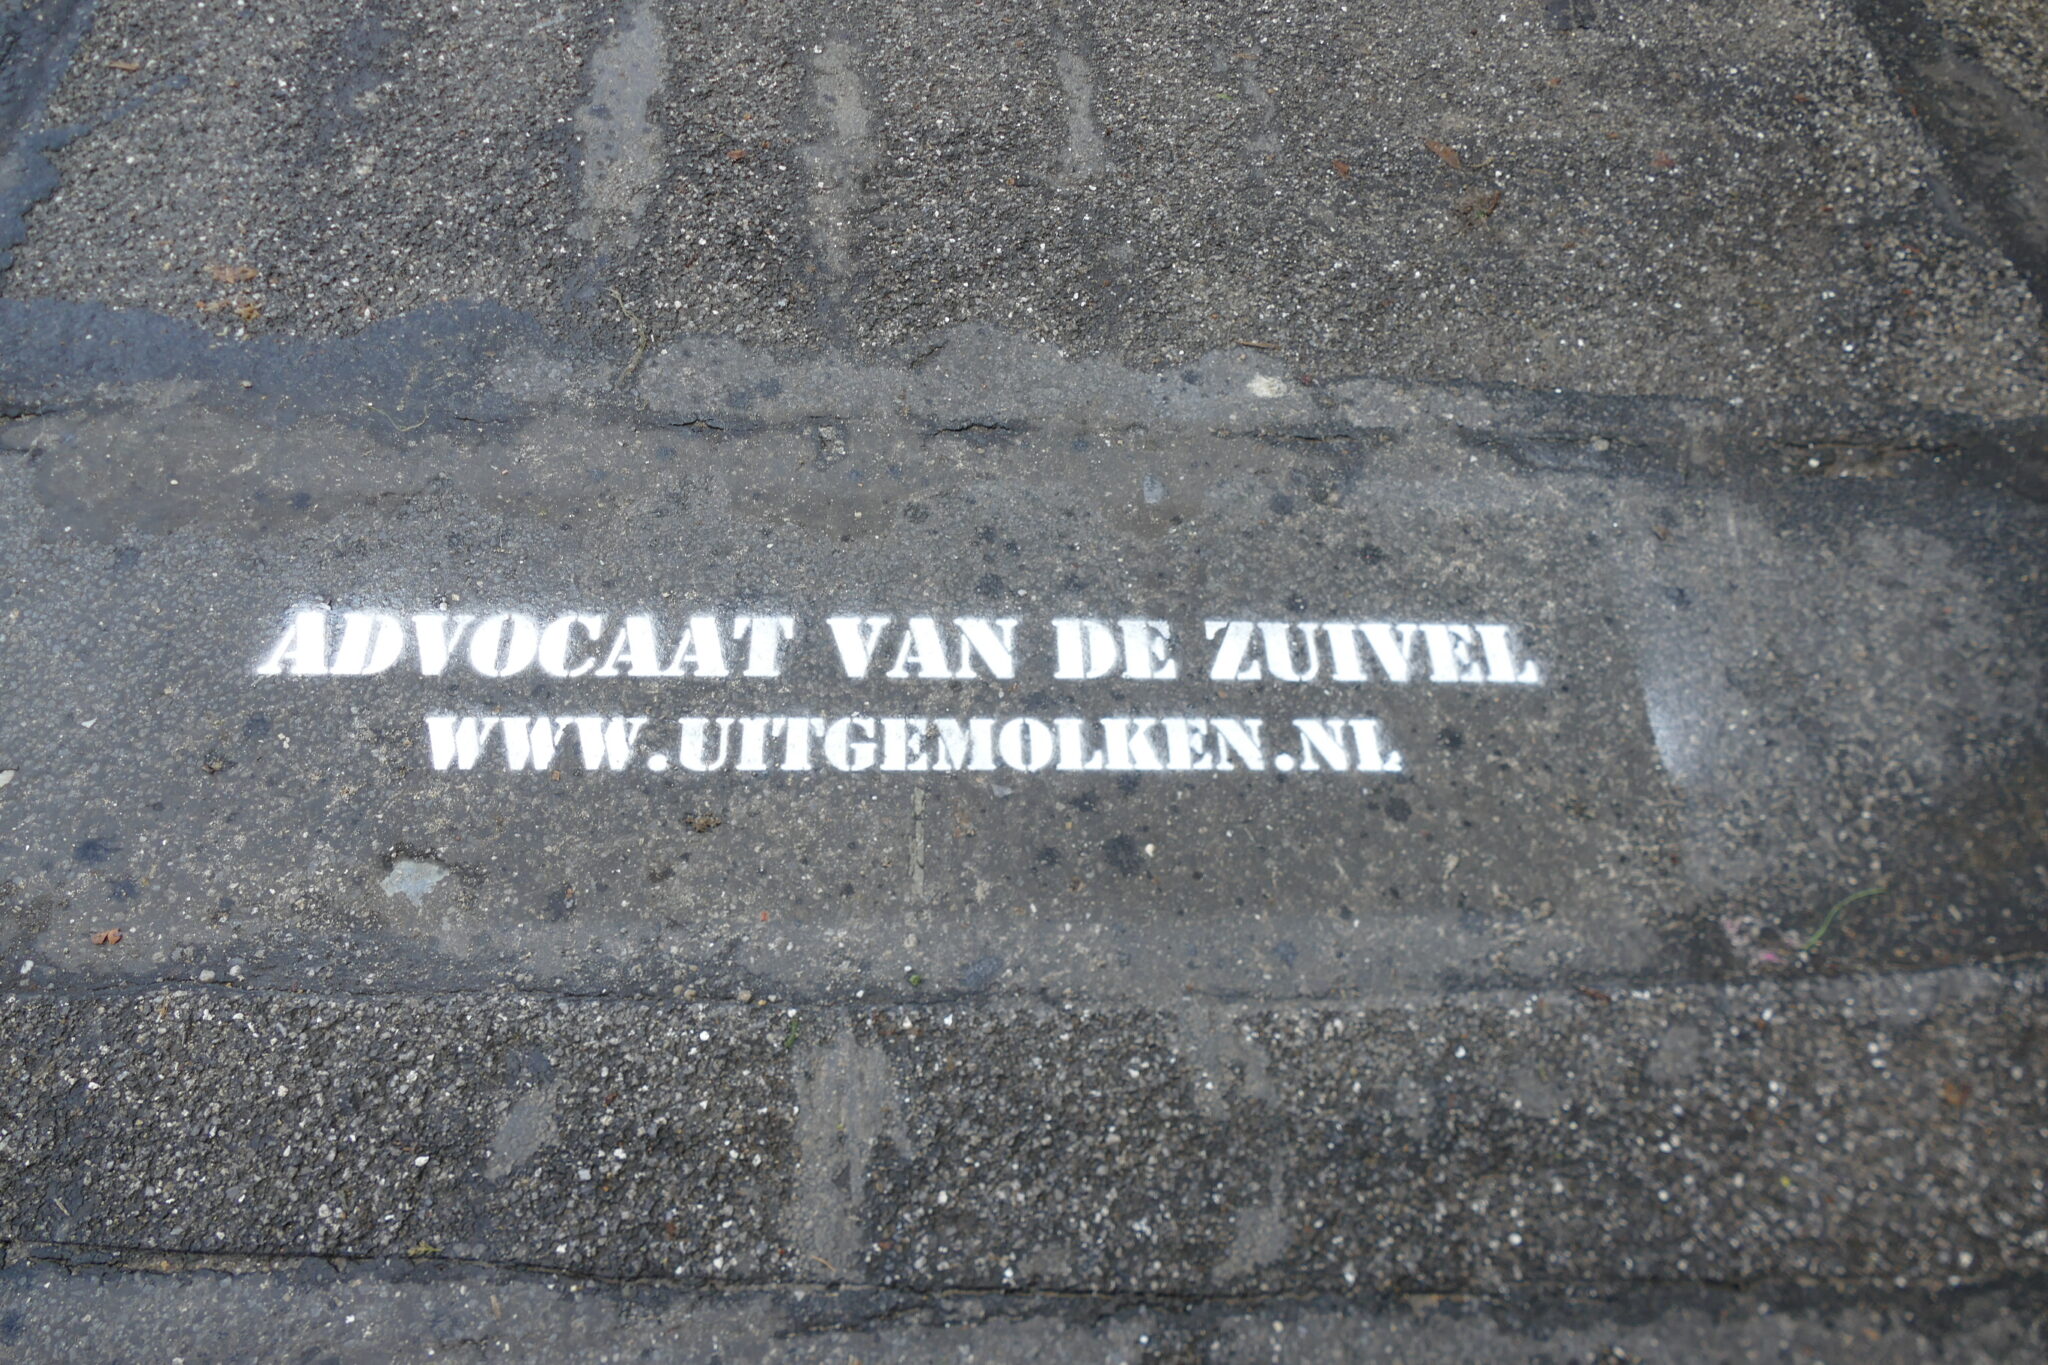 ADVOCAAT VAN DE ZUIVEL
WWW.UITGEMOLKEN.NL